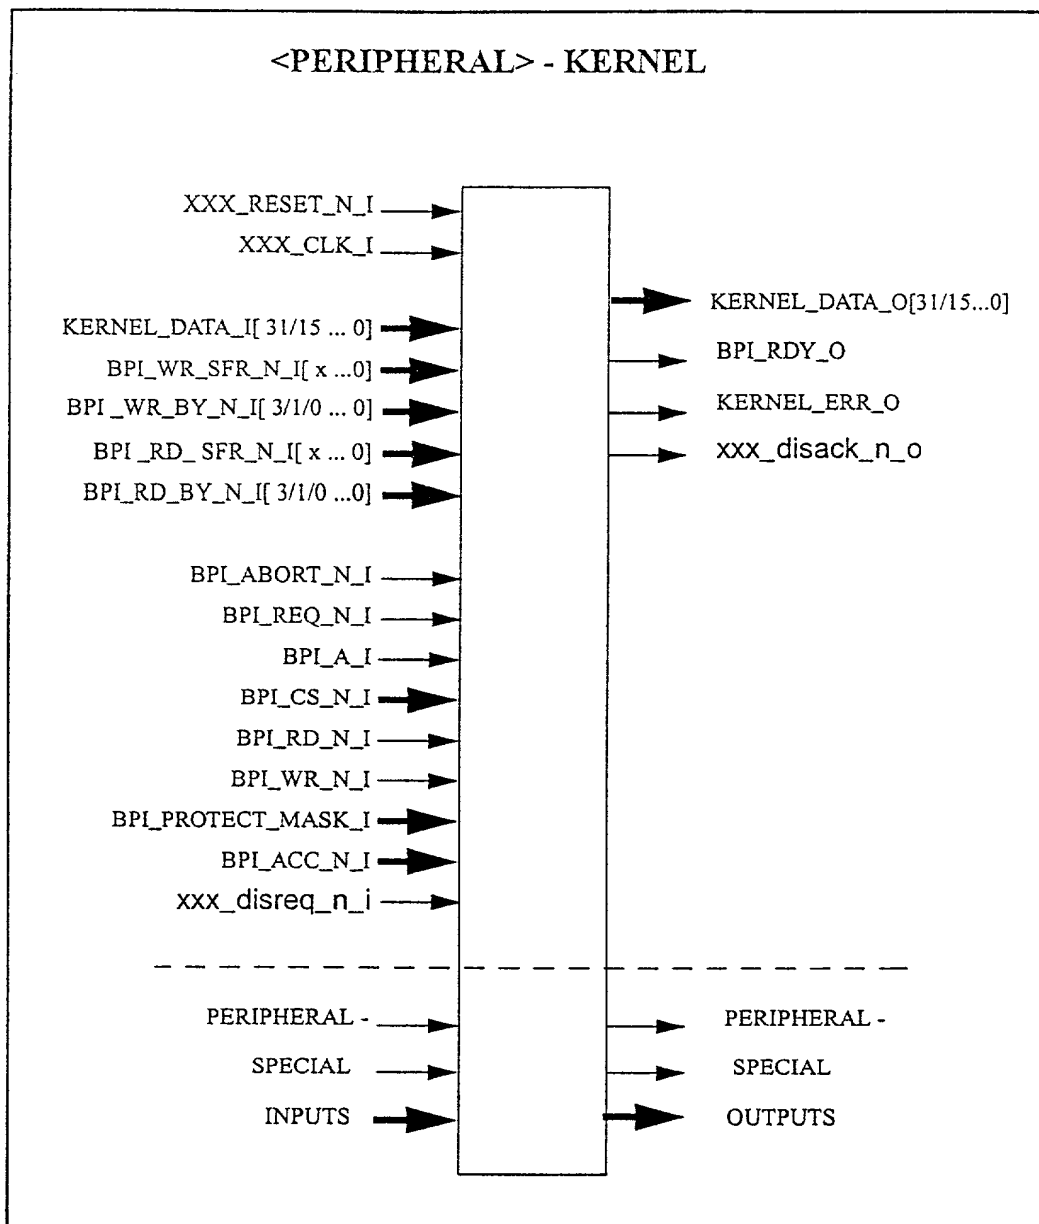 <PERIPHERAL> - KERNEL
XXX_RESET_N_I
XXX_CLK_I
KERNEL_DATA_I[ 31/15 ... 0]
BPI_WR_SFR_N_I[ x ...0]
BPI _WR_BY_N_I[ 3/1/0 ... 0]
BPI _RD_ SFR_N_I[ x ... 0]
BPI_RD_BY_N_I[ 3/1/0 ...0]
BPI_ABORT_N_I
BPI_REQ_N_I
BPI_A_I
BPI_CS_N_I
BPI_RD_N_I
BPI_WR_N_I
BPI_PROTECT_MASK_I
BPI_ACC_N_I
xxx_disreq_n_i
KERNEL_DATA_O[31/15...0]
BPI_RDY_O
KERNEL_ERR_O
xxx_disack_n_o
PERIPHERAL -
SPECIAL
INPUTS
PERIPHERAL -
SPECIAL
OUTPUTS